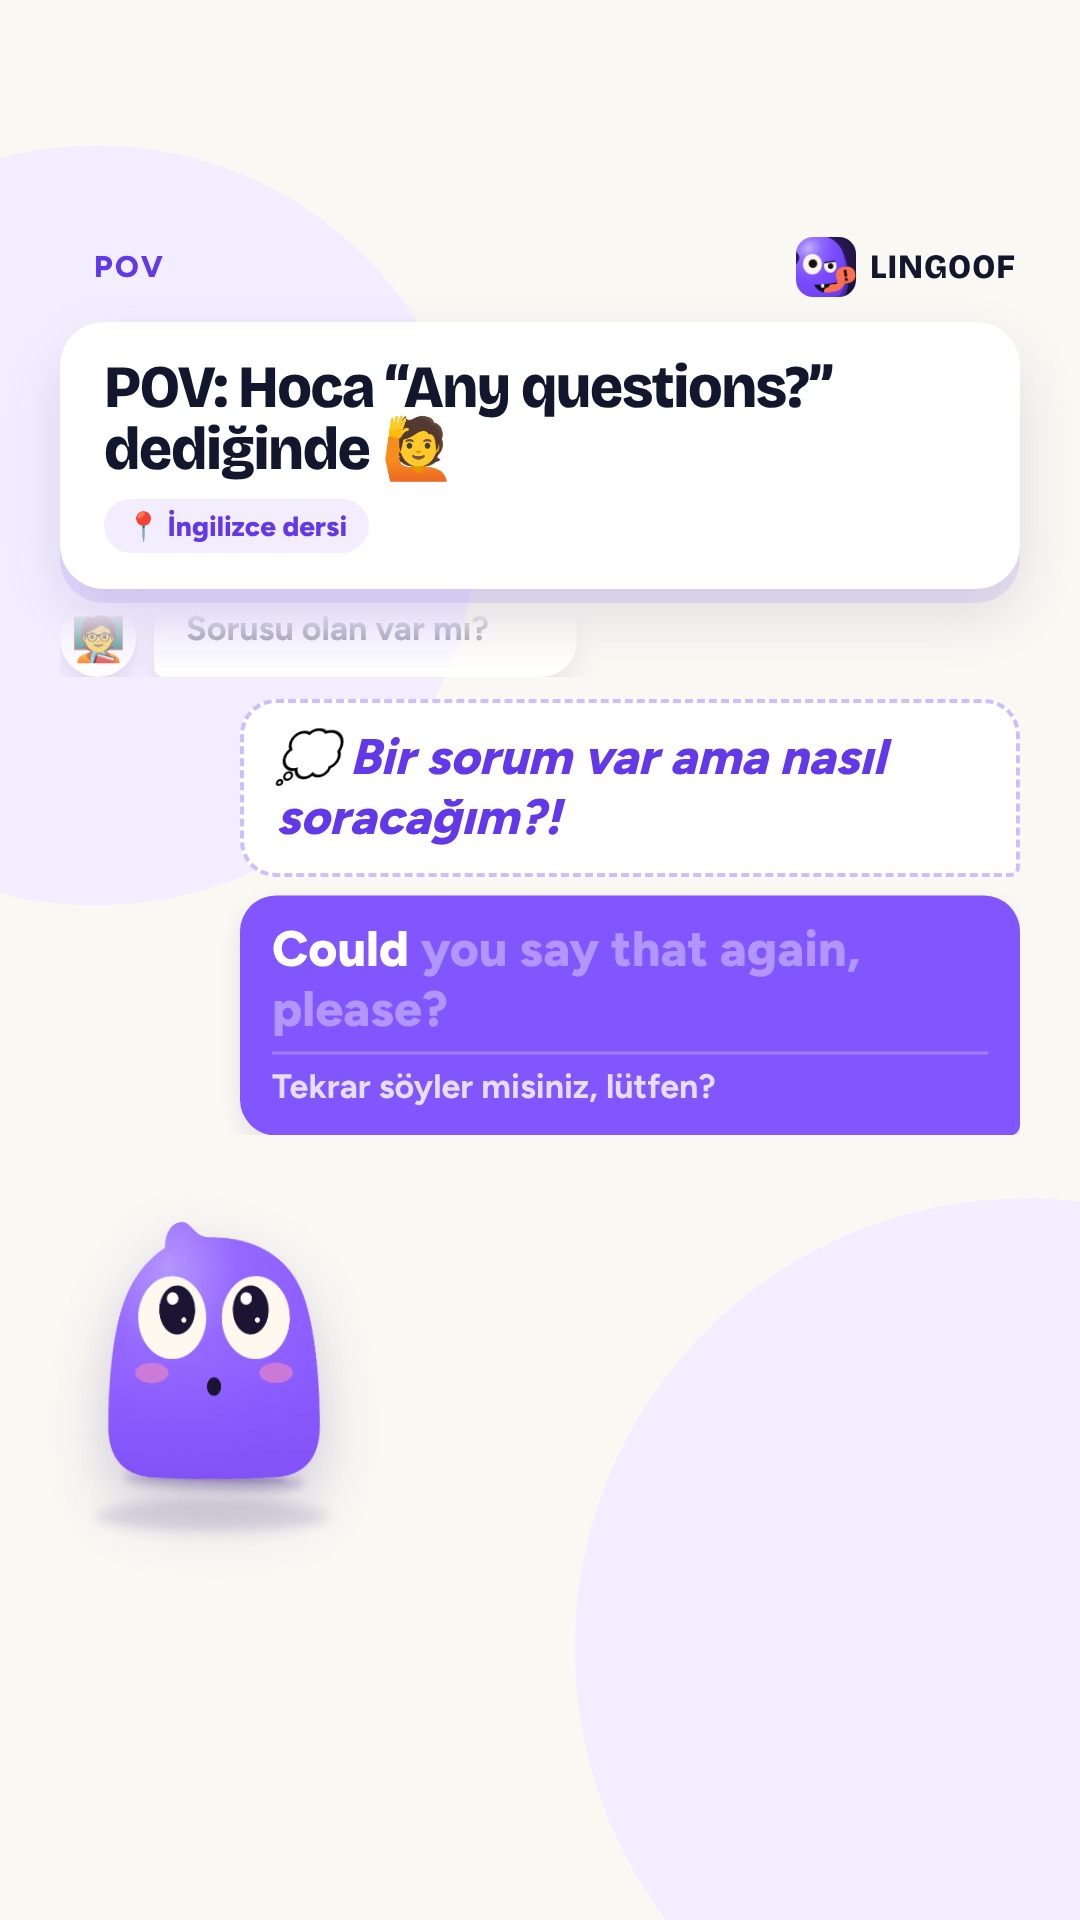 POV
LINGOOF
POV: Hoca “Any questions?”
dediğinde 🙋
📍 İngilizce dersi
Sorusu olan var mı?
💭 Bir sorum var ama nasıl
soracağım?!
Could you say that again,
please?
Tekrar söyler misiniz, lütfen?